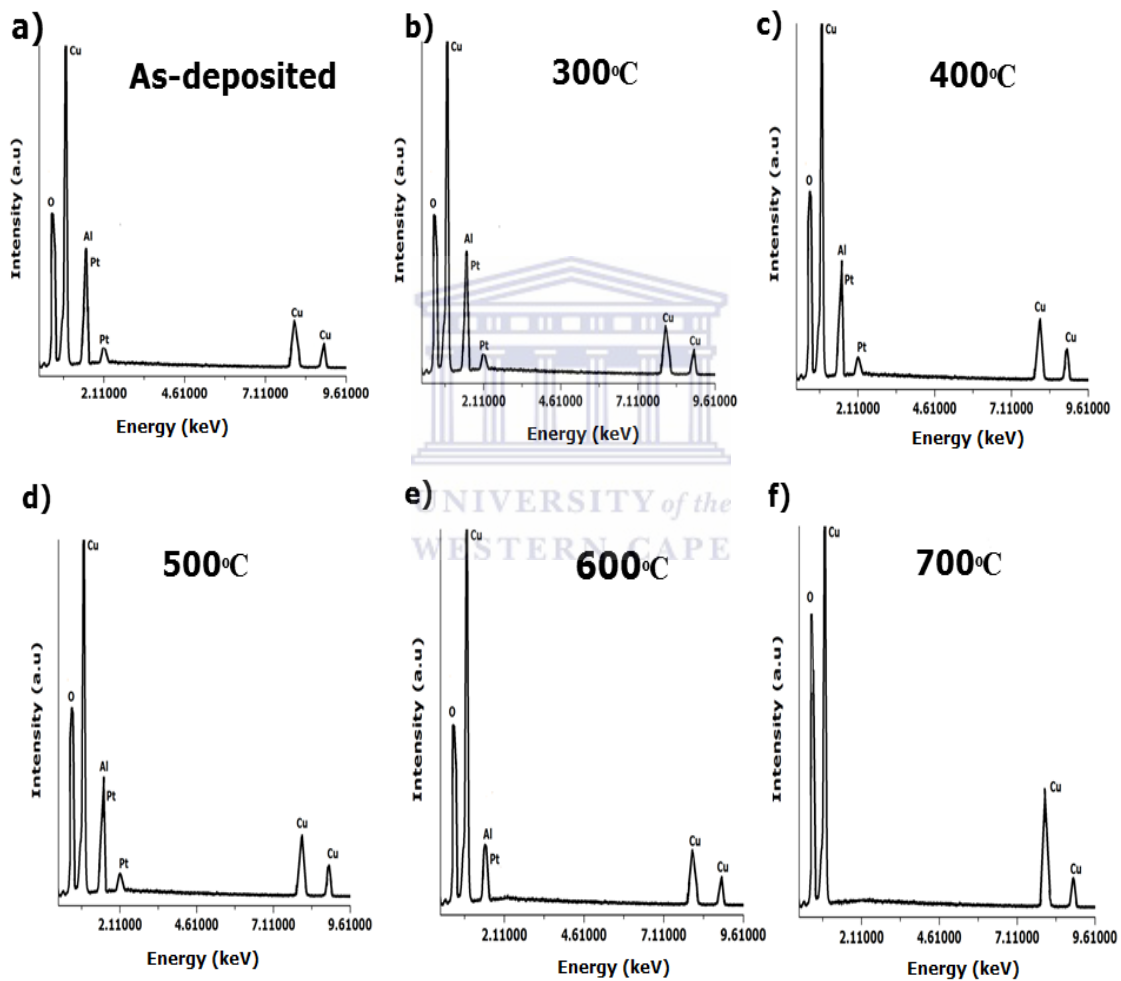 a)
As-deposited
Cu
O
Al
Pt
Pt
Cu
Cu
Intensity (a.u)
2.11000 4.61000 7.11000 9.61000
Energy (keV)
b)
300⁰C
Cu
O
Al
Pt
Pt
Cu
Cu
Intensity (a.u)
2.11000 4.61000 7.11000 9.61000
Energy (keV)
c)
400⁰C
Cu
O
Al
Pt
Pt
Cu
Cu
Intensity (a.u)
2.11000 4.61000 7.11000 9.61000
Energy (keV)
UNIVERSITY of the
WESTERN CAPE
d)
500⁰C
Cu
O
Al
Pt
Pt
Cu
Cu
Intensity (a.u)
2.11000 4.61000 7.11000 9.61000
Energy (keV)
e)
600⁰C
Cu
O
Al
Pt
Cu
Cu
Intensity (a.u)
2.11000 4.61000 7.11000 9.61000
Energy (keV)
f)
700⁰C
Cu
O
Cu
Cu
Intensity (a.u)
2.11000 4.61000 7.11000 9.61000
Energy (keV)